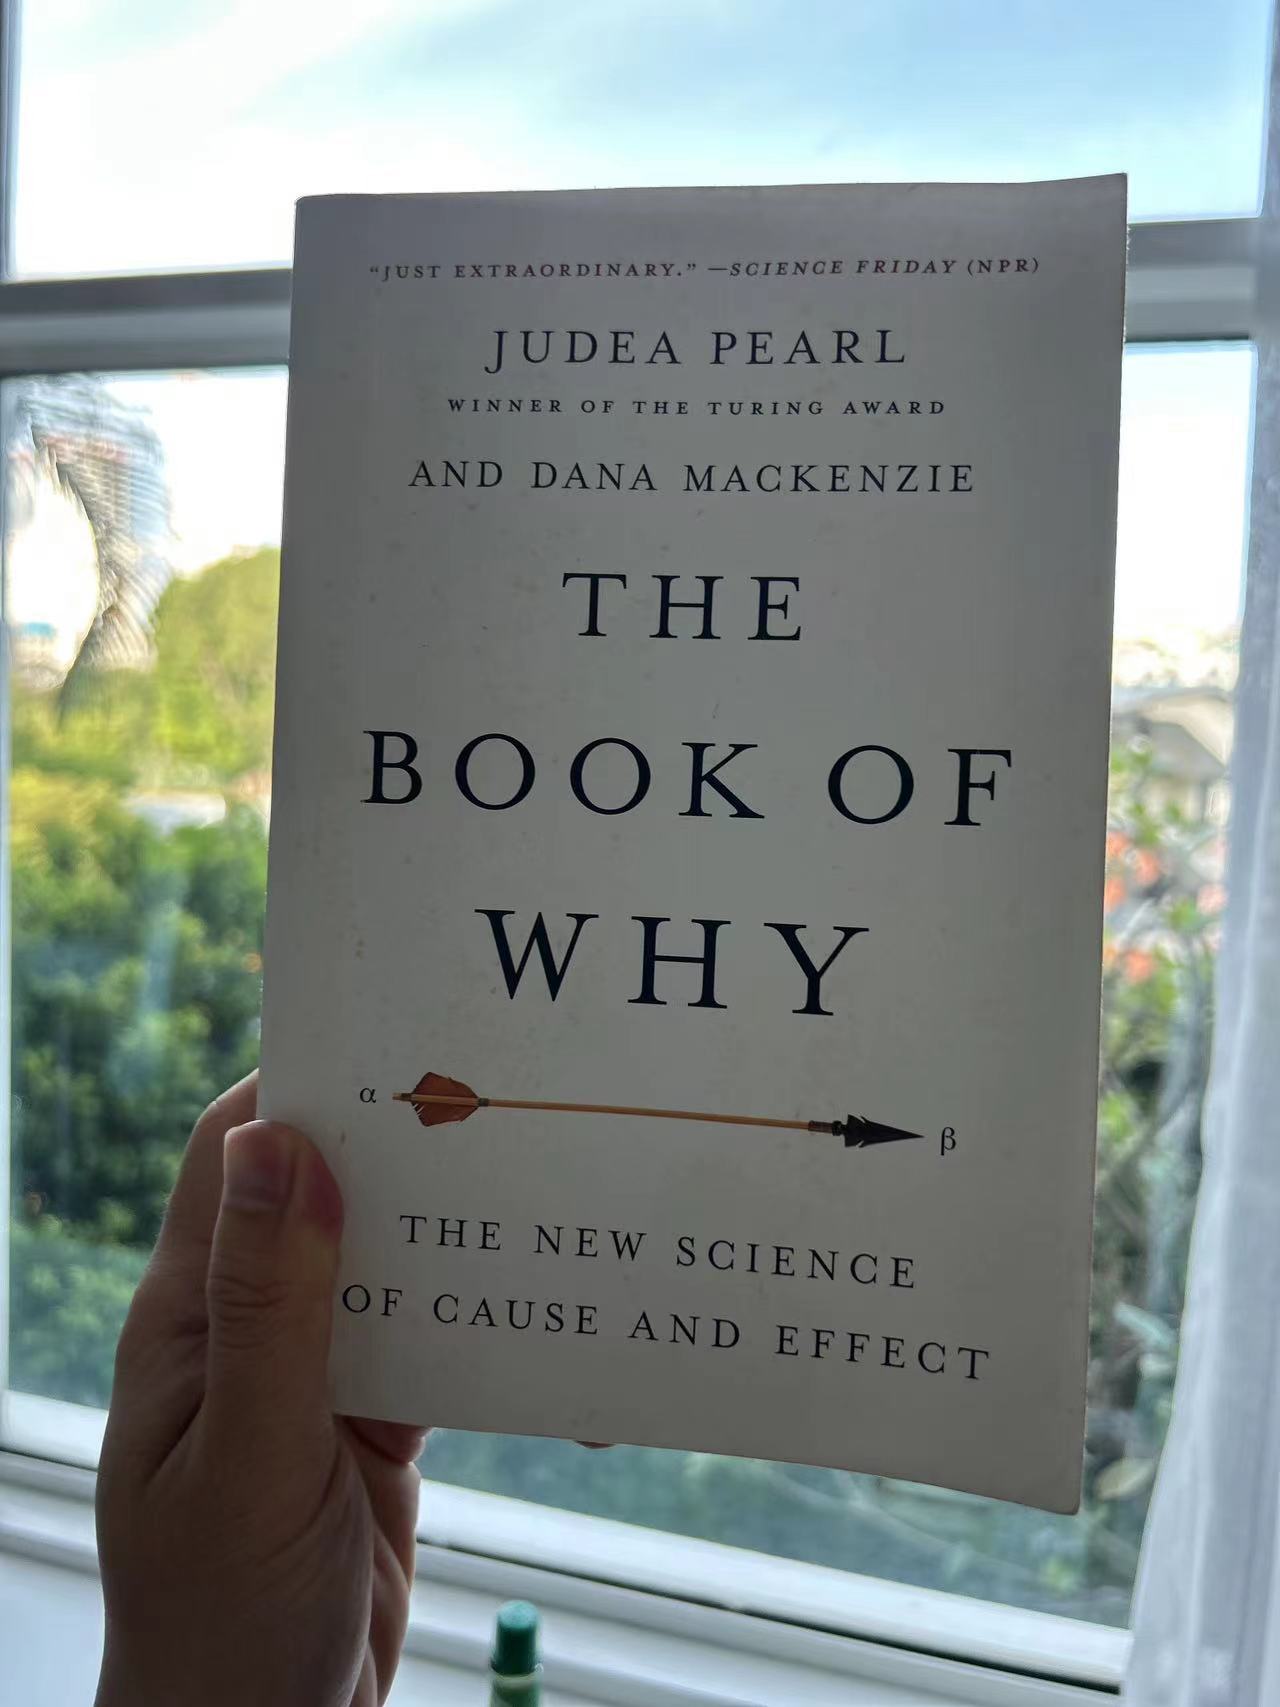 “JUST EXTRAORDINARY.” —SCIENCE FRIDAY (NPR)
JUDEA PEARL
WINNER OF THE TURING AWARD
AND DANA MACKENZIE
THE
BOOK OF
WHY
α β
THE NEW SCIENCE
OF CAUSE AND EFFECT